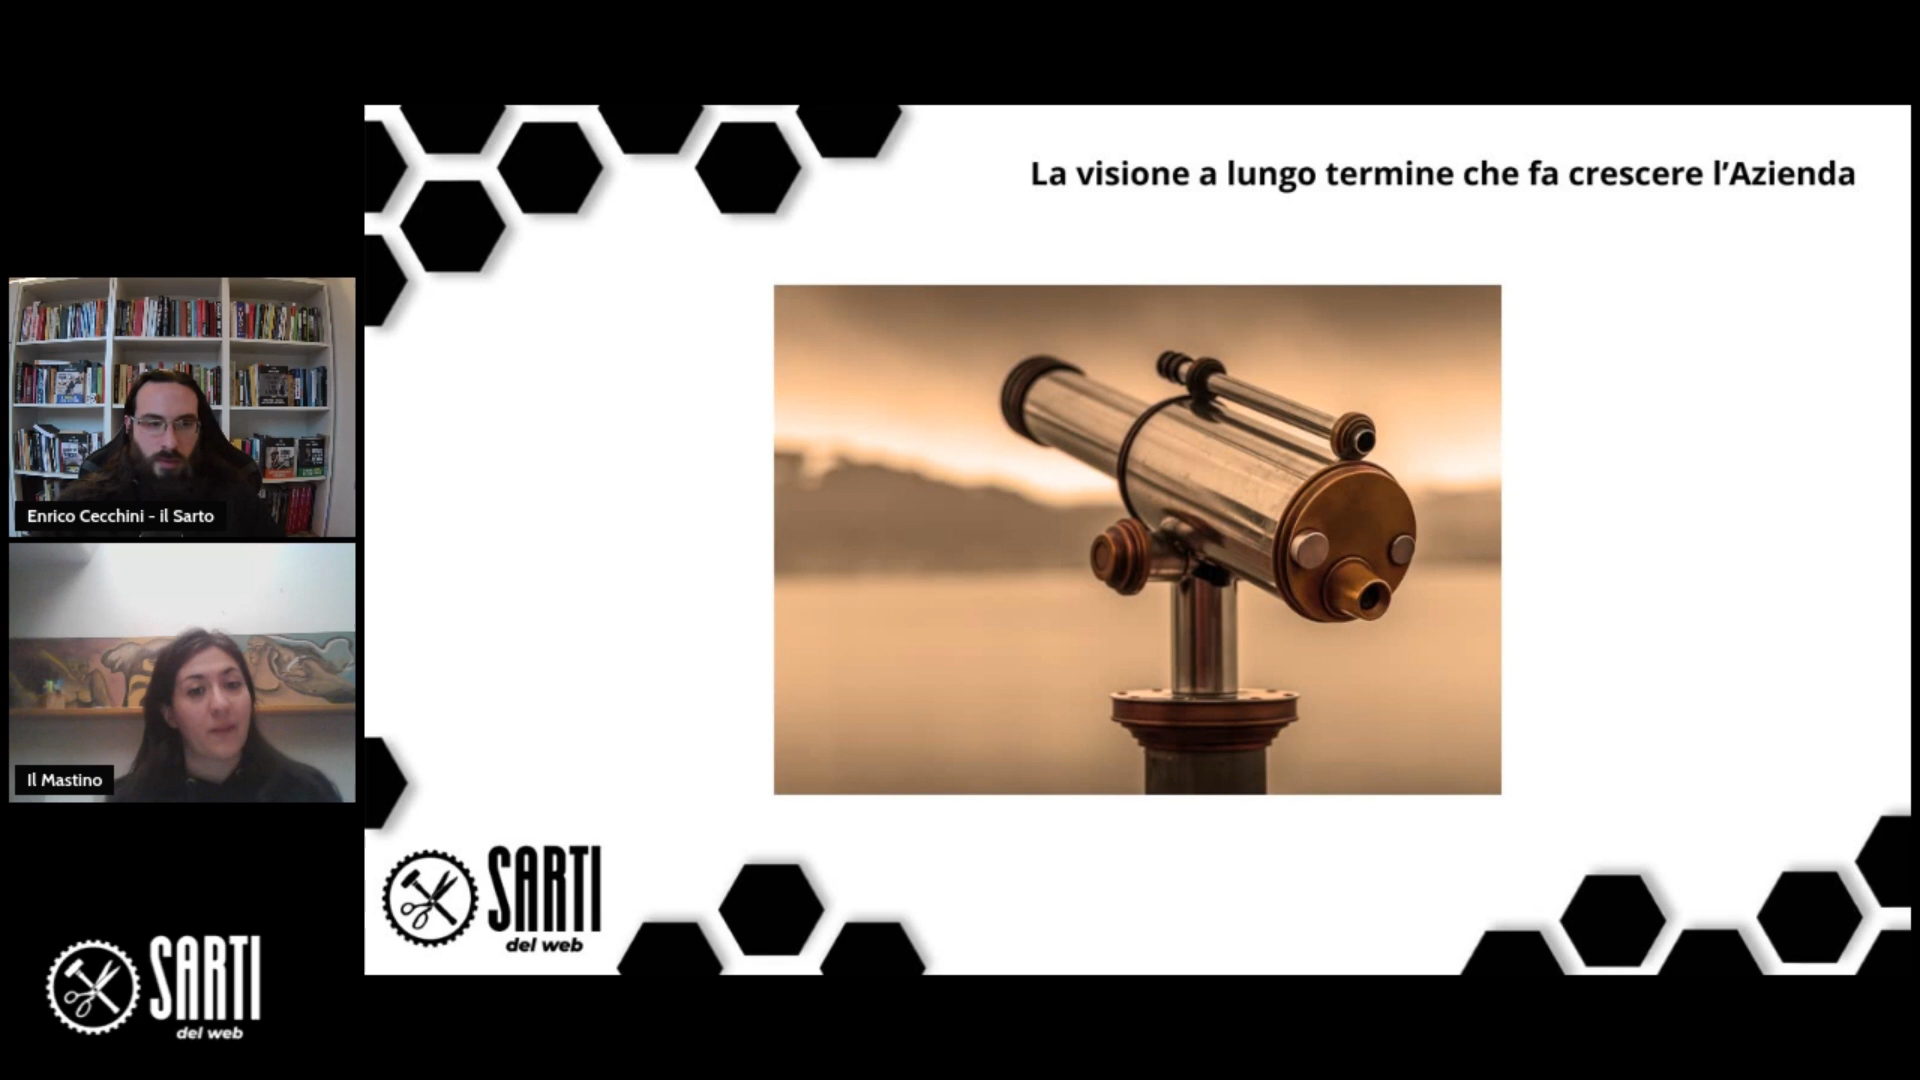 La visione a lungo termine che fa crescere l’Azienda
Enrico Cecchini - il Sarto
Il Mastino
SARTI
del web
SARTI
del web